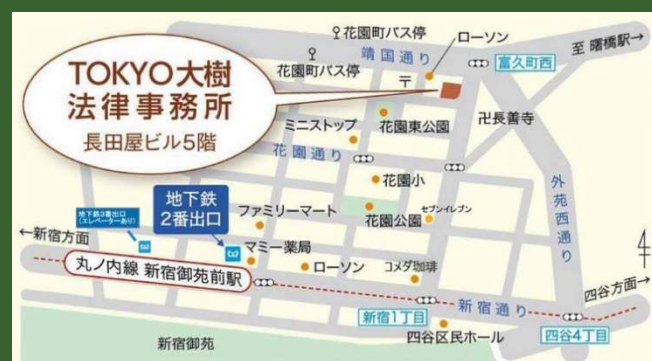 花園町バス停
ローソン
靖国通り
至 曙橋駅→
花園町バス停
富久町西
〒
TOKYO大樹
法律事務所
長田屋ビル5階
花園東公園
卍長善寺
ミニストップ
花園通り
外苑西通り
花園小
地下鉄
2番出口
地下鉄3番出口
(エレベーターあり)
ファミリーマート
花園公園
セブンイレブン
←新宿方面
マミー薬局
ローソン
コメダ珈琲
丸ノ内線 新宿御苑前駅
新宿通り
四谷方面→
新宿1丁目
四谷4丁目
新宿御苑
四谷区民ホール